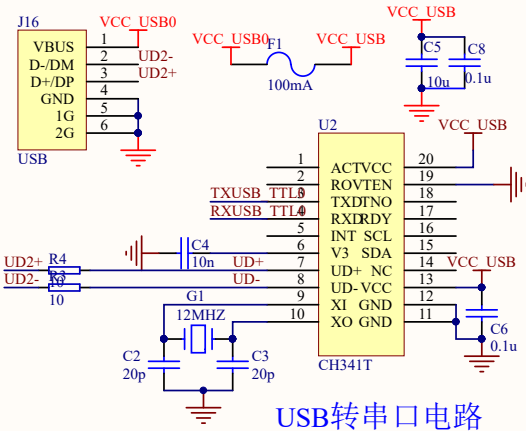 J16
VBUS 1 VCC_USB0
D-/DM 2 UD2-
D+/DP 3 UD2+
GND 4
1G 5
2G 6
USB
VCC_USB0 F1 VCC_USB
100mA
VCC_USB
C5 C8
10u 0.1u
U2
VCC_USB
1 ACT VCC 20
2 ROV TEN 19
TXUSB_TTL0 3 TXD TNO 18
RXUSB_TTL0 4 RXD RDY 17
5 INT SCL 16
C4 6 V3 SDA 15
10n
UD2+ R4 UD+ 7 UD+ NC 14 VCC_USB
10
UD2- R3 UD- 8 UD- VCC 13
10
G1 9 XI GND 12
12MHZ 10 XO GND 11
C6
0.1u
C2 C3
20p 20p
CH341T
USB转串口电路